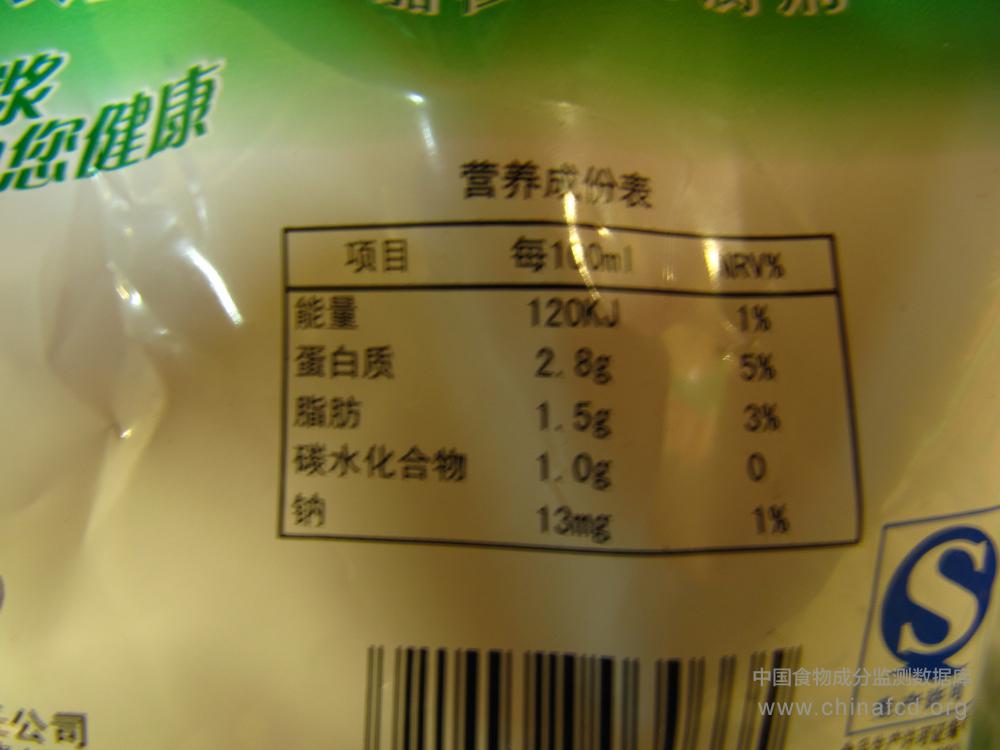 浆
您健康
营养成份表
项目 每100ml NRV%
能量 120KJ 1%
蛋白质 2.8g 5%
脂肪 1.5g 3%
碳水化合物 1.0g 0
钠 13mg 1%
中国食物成分监测数据库
www.chinafcd.org
公司